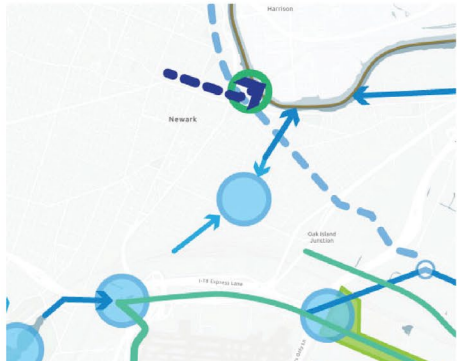 Harrison
Newark
Oak Island
Junction
I-78 Express Lane